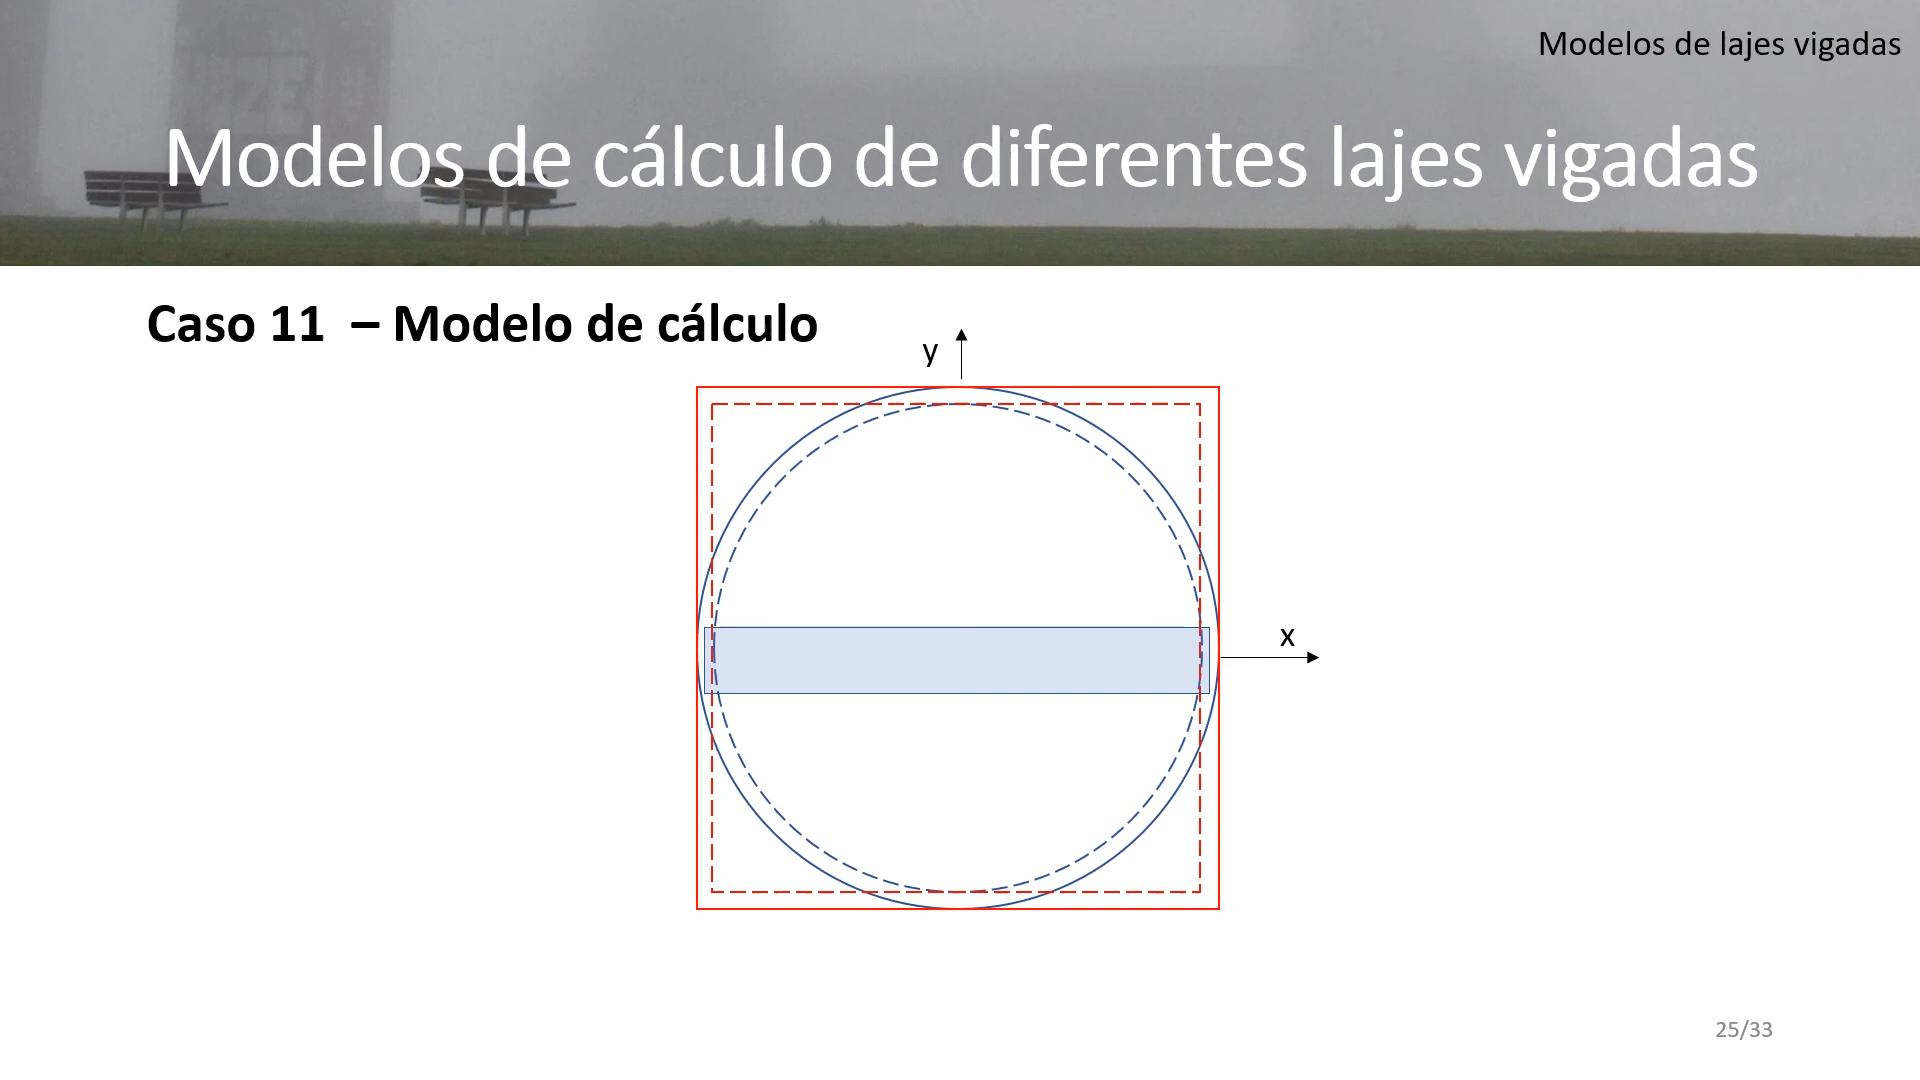 Modelos de lajes vigadas
Modelos de cálculo de diferentes lajes vigadas
Caso 11 – Modelo de cálculo
y
x
25/33